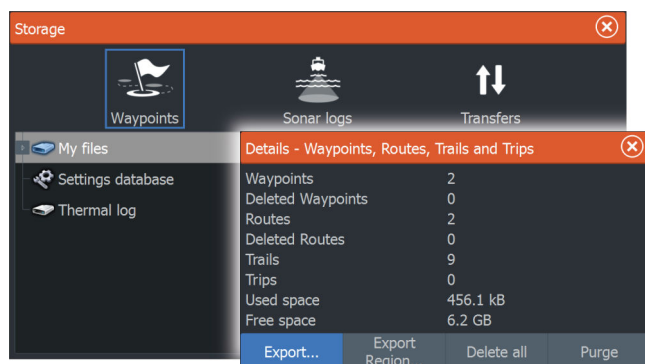 Storage
Waypoints Sonar logs Transfers
My files
Settings database
Thermal log
Details - Waypoints, Routes, Trails and Trips
Waypoints 2
Deleted Waypoints 0
Routes 2
Deleted Routes 0
Trails 9
Trips 0
Used space 456.1 kB
Free space 6.2 GB
Export... Export Region... Delete all Purge